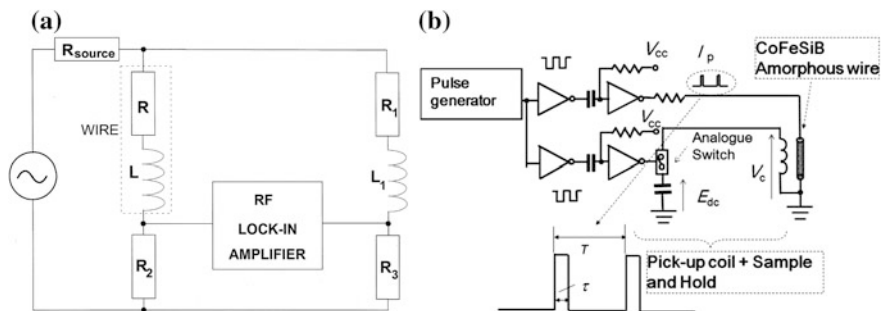 (a)
R source
R
WIRE
L
R 1
L 1
RF
LOCK-IN
AMPLIFIER
R 2
R 3
(b)
Pulse
generator
V cc
I p
CoFeSiB
Amorphous wire
V cc
Analogue
Switch
E dc
V c
T
τ
Pick-up coil + Sample
and Hold